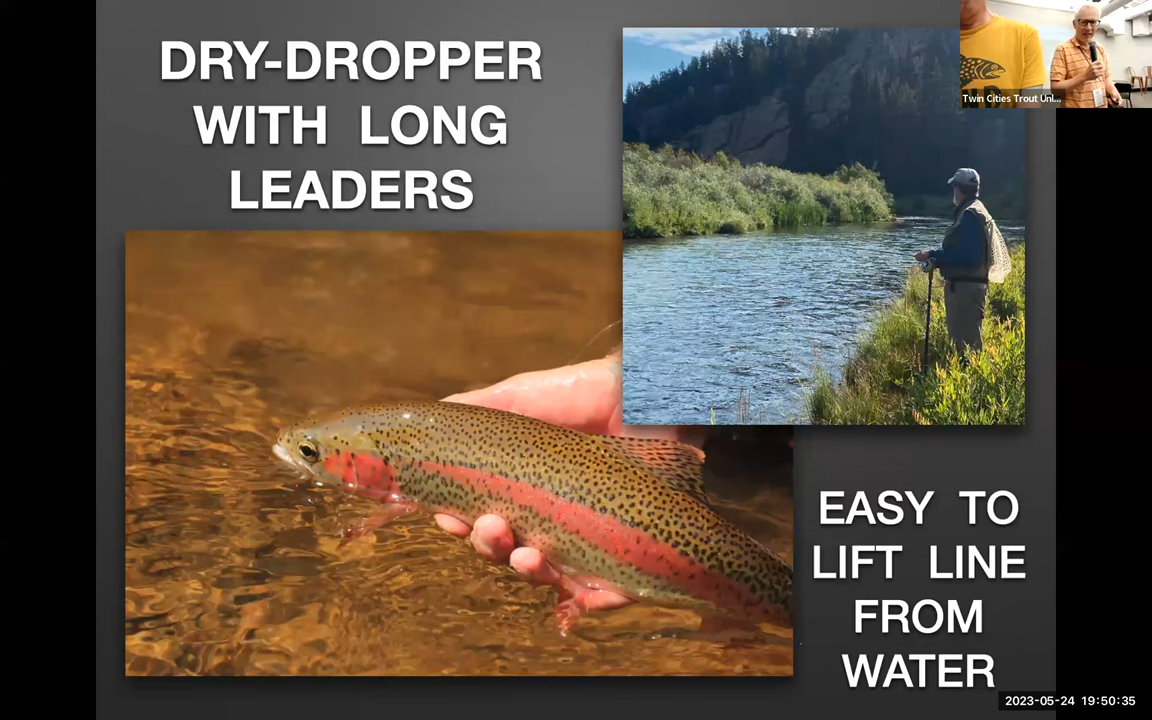 DRY-DROPPER
WITH LONG
LEADERS
Twin Cities Trout Unl...
EASY TO
LIFT LINE
FROM
WATER
2023-05-24 19:50:35